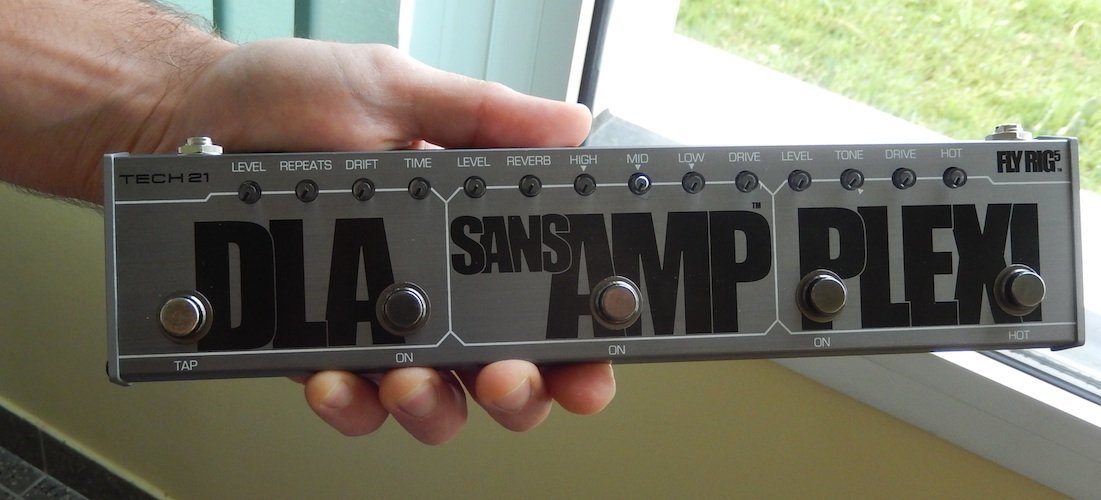 TECH 21
LEVEL REPEATS DRIFT TIME LEVEL REVERB HIGH MID LOW DRIVE LEVEL TONE DRIVE HOT
FLY RIG5™
DLA
SANSAMP™
PLEXI
TAP ON ON ON HOT